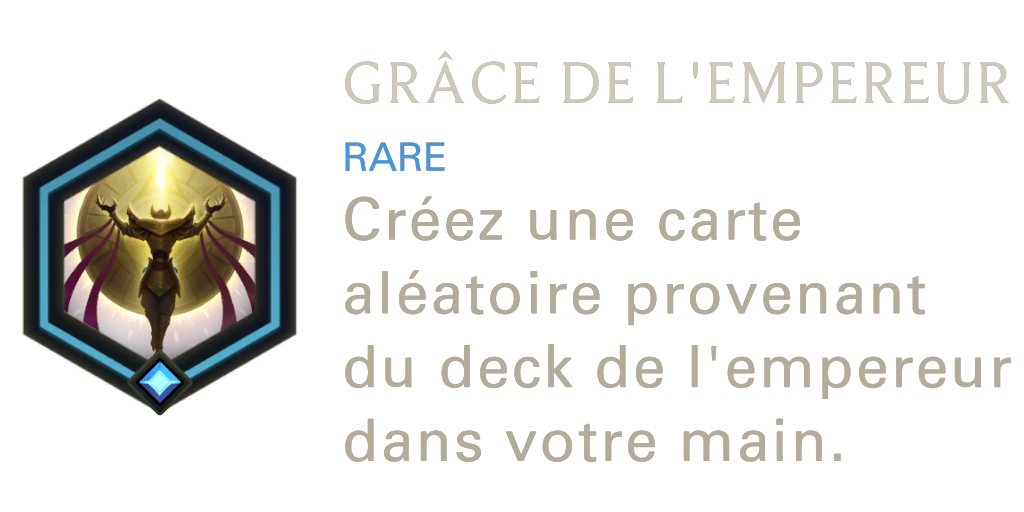 GRÂCE DE L'EMPEREUR
RARE
Créez une carte
aléatoire provenant
du deck de l'empereur
dans votre main.